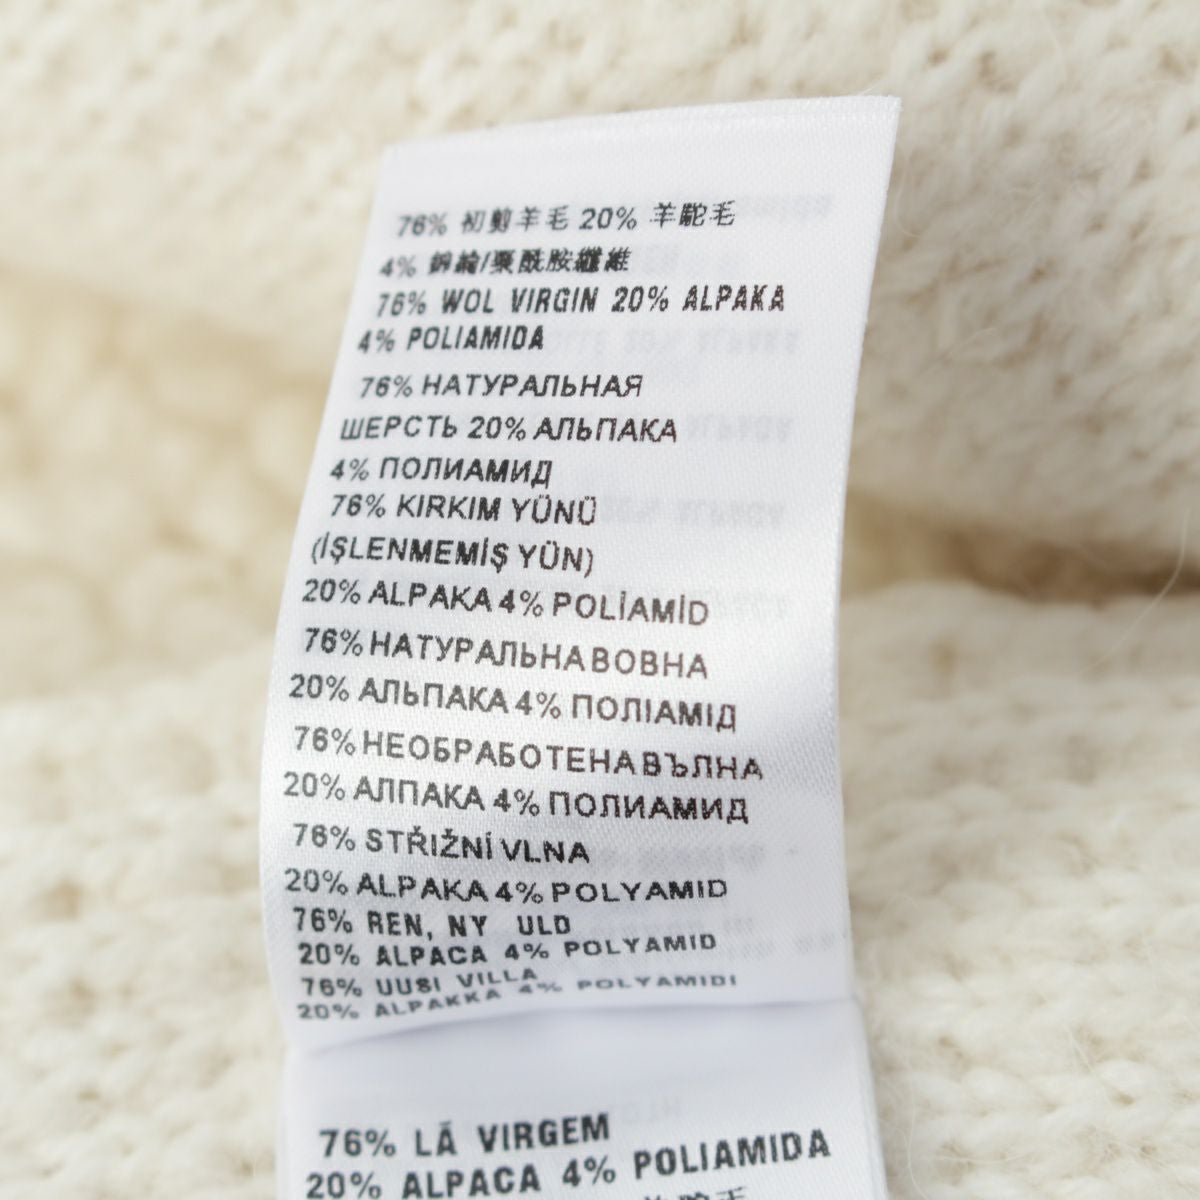 76% 初剪羊毛 20% 羊駝毛
4% 錦綸/聚酰胺纖維
76% WOL VIRGIN 20% ALPAKA
4% POLIAMIDA
76% НАТУРАЛЬНАЯ
ШЕРСТЬ 20% АЛЬПАКА
4% ПОЛИАМИД
76% KIRKIM YÜNÜ
(İŞLENMEMİŞ YÜN)
20% ALPAKA 4% POLİAMİD
76% НАТУРАЛЬНА ВОВНА
20% АЛЬПАКА 4% ПОЛІАМІД
76% НЕОБРАБОТЕНА ВЪЛНА
20% АЛПАКА 4% ПОЛИАМИД
76% STŘIŽNÍ VLNA
20% ALPAKA 4% POLYAMID
76% REN, NY ULD
20% ALPACA 4% POLYAMID
76% UUSI VILLA
20% ALPAKKA 4% POLYAMIDI
76% LÃ VIRGEM
20% ALPACA 4% POLIAMIDA